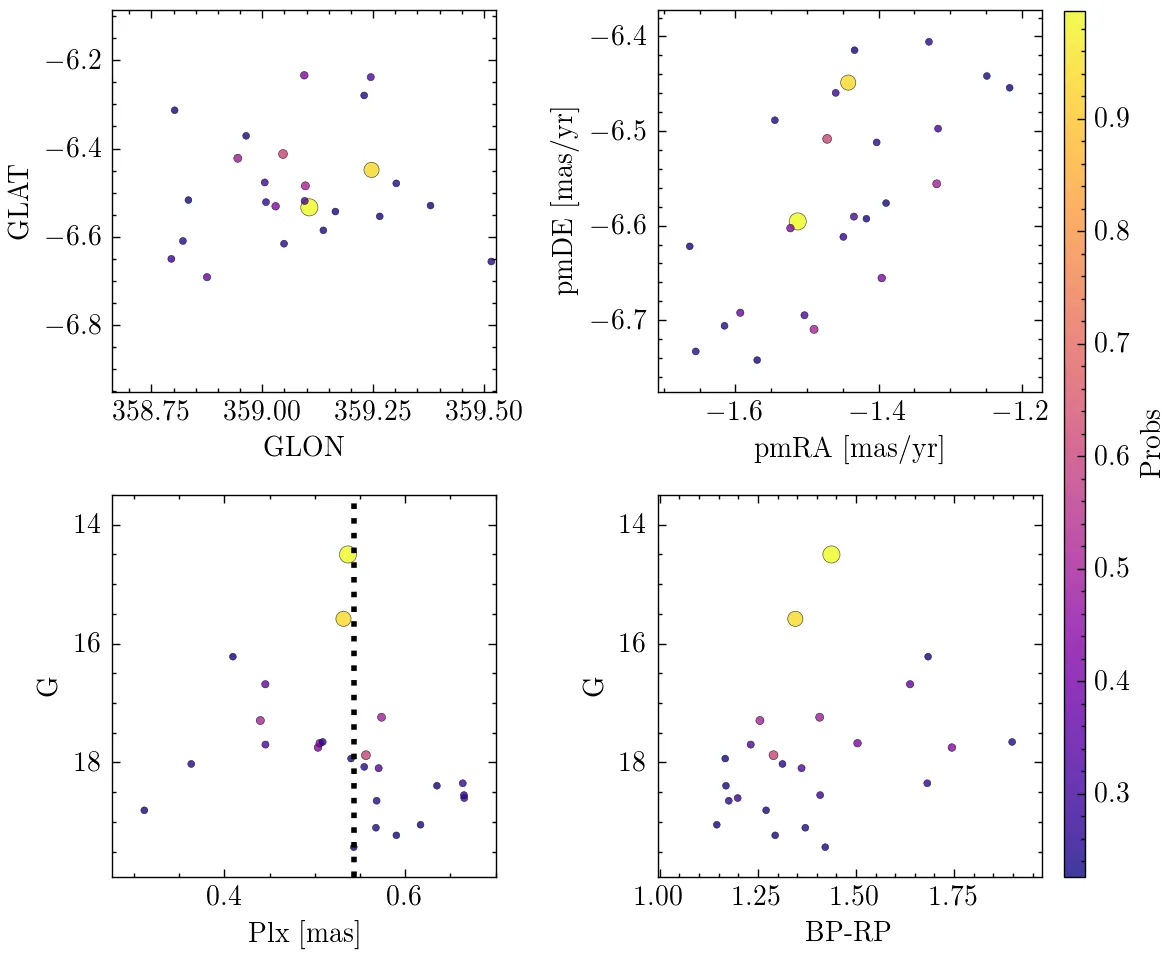 −6.2
−6.4
−6.6
−6.8
GLAT
358.75 359.00 359.25 359.50
GLON
−6.4
−6.5
−6.6
−6.7
pmDE [mas/yr]
−1.6 −1.4 −1.2
pmRA [mas/yr]
14
16
18
G
0.4 0.6
Plx [mas]
14
16
18
G
1.00 1.25 1.50 1.75
BP-RP
0.9
0.8
0.7
0.6
0.5
0.4
0.3
Probs